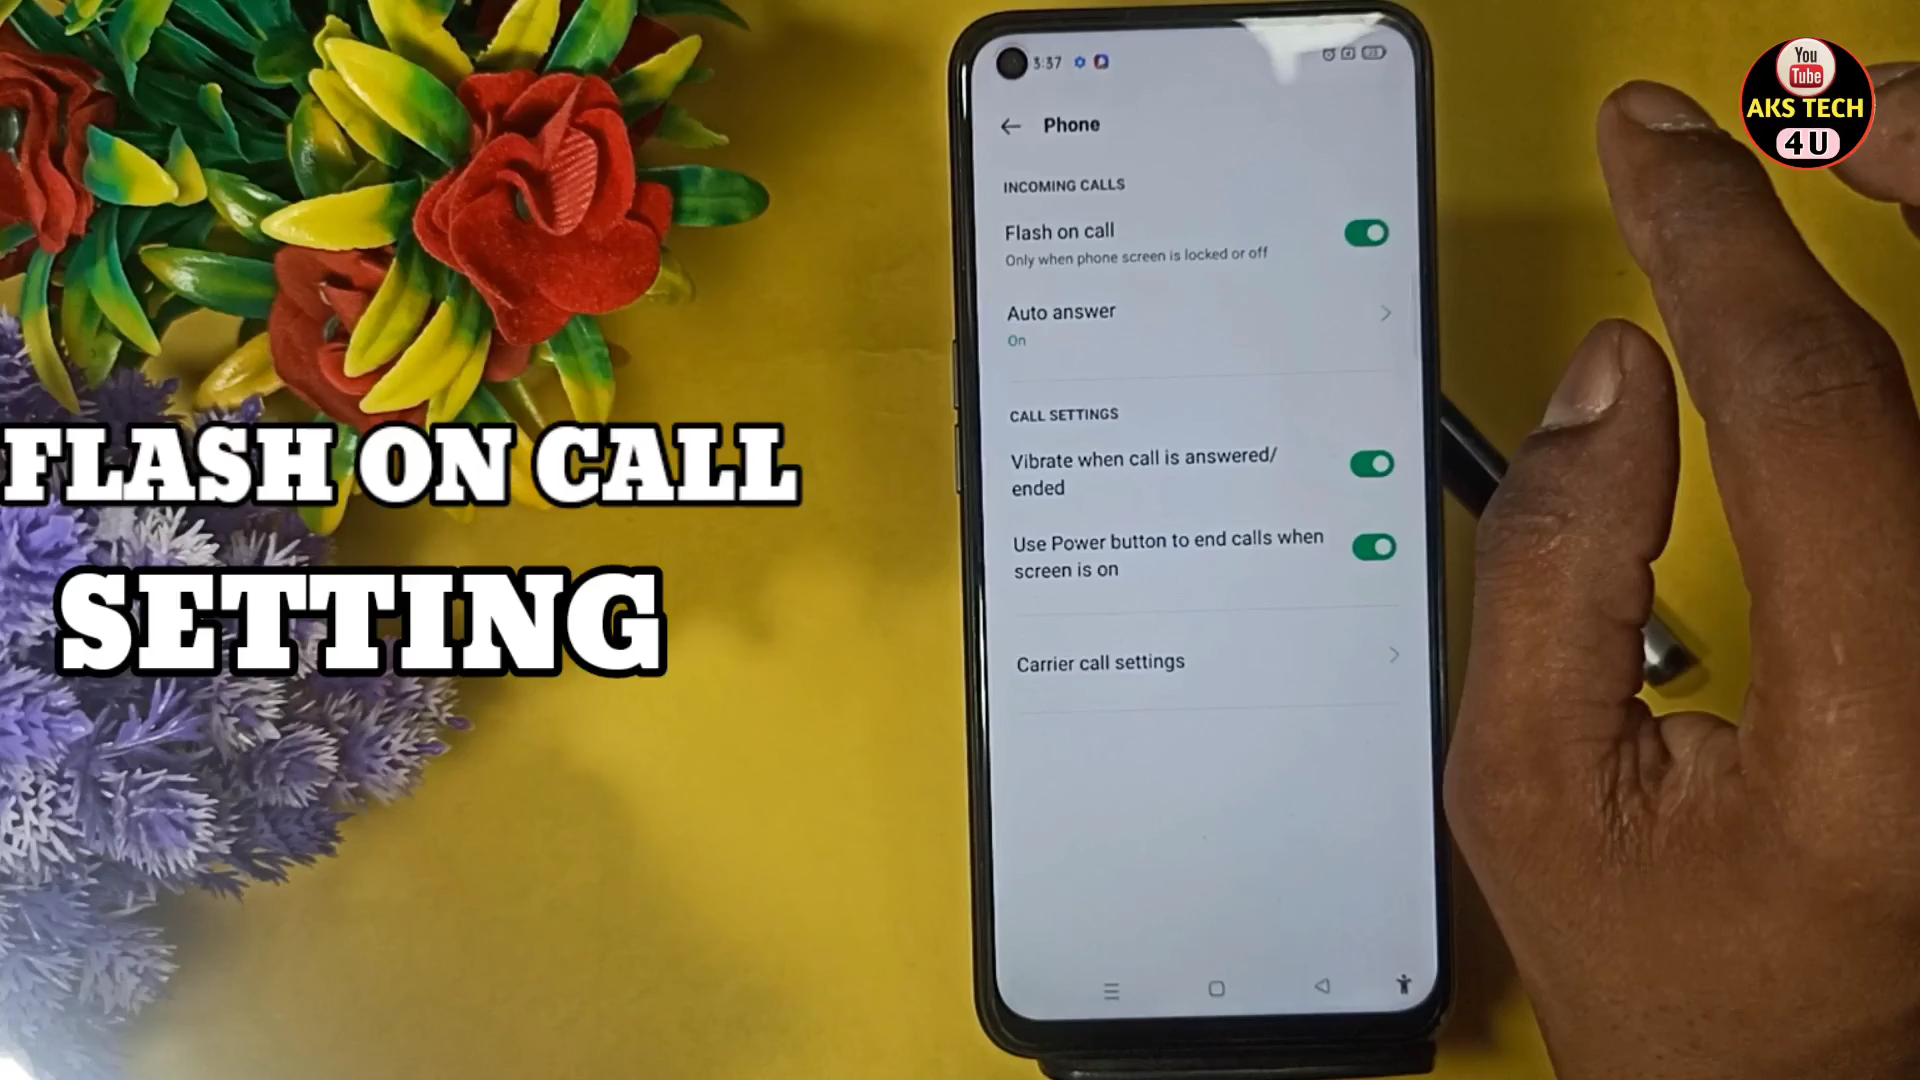 FLASH ON CALL
SETTING
3:37
Phone
INCOMING CALLS
Flash on call
Only when phone screen is locked or off
Auto answer
On
CALL SETTINGS
Vibrate when call is answered/
ended
Use Power button to end calls when
screen is on
Carrier call settings
You
Tube
AKS TECH
4 U